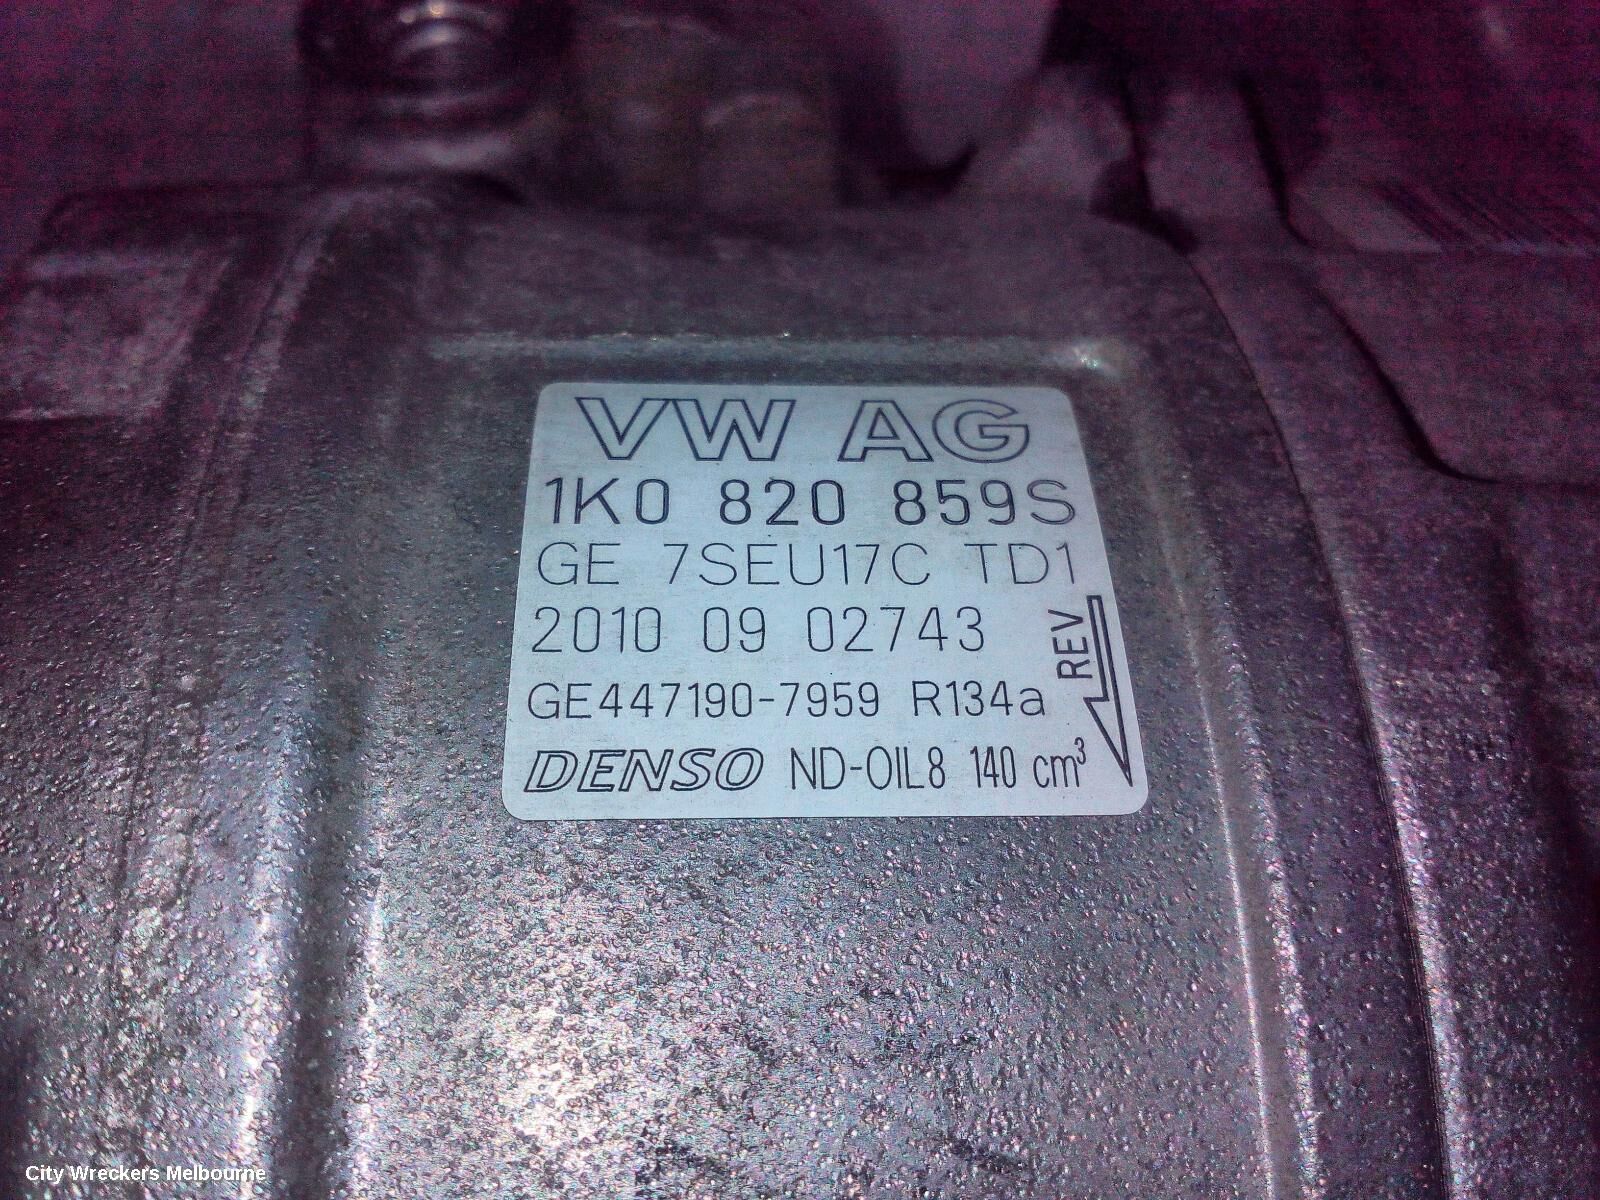 VW AG
1K0 820 859S
GE 7SEU17C TD1
2010 09 02743
REV
GE447190-7959 R134a
DENSO ND-OIL8 140 cm³
City Wreckers Melbourne